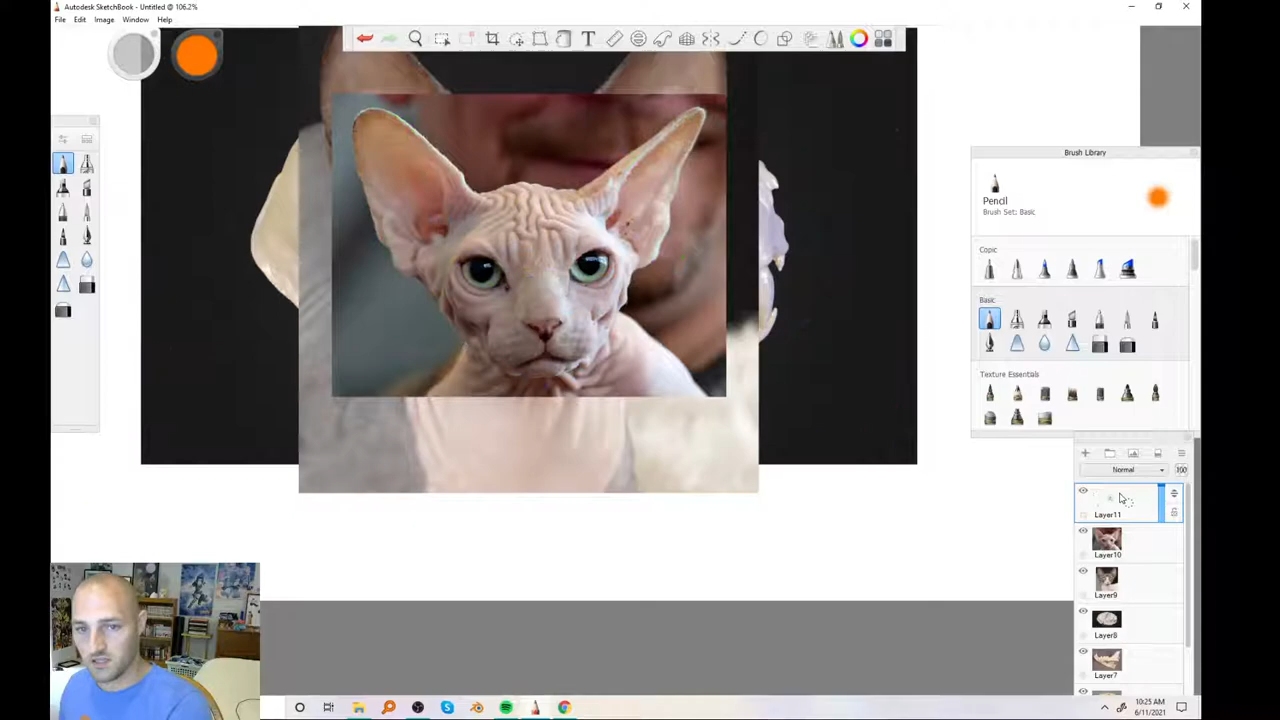 Autodesk SketchBook - Untitled @ 106.2%
File Edit Image Window Help
Brush Library
Pencil
Brush Set: Basic
Copic
Basic
Texture Essentials
Normal
100
Layer11
Layer10
Layer9
Layer8
Layer7
10:25 AM
6/11/2021